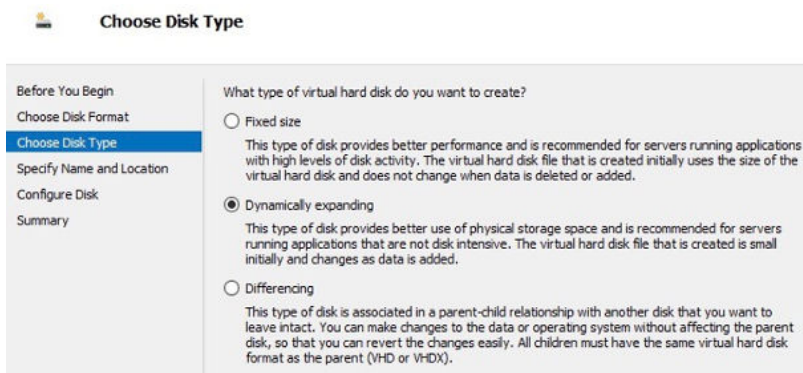 Choose Disk Type
Before You Begin
Choose Disk Format
Choose Disk Type
Specify Name and Location
Configure Disk
Summary
What type of virtual hard disk do you want to create?
Fixed size
This type of disk provides better performance and is recommended for servers running applications
with high levels of disk activity. The virtual hard disk file that is created initially uses the size of the
virtual hard disk and does not change when data is deleted or added.
Dynamically expanding
This type of disk provides better use of physical storage space and is recommended for servers
running applications that are not disk intensive. The virtual hard disk file that is created is small
initially and changes as data is added.
Differencing
This type of disk is associated in a parent-child relationship with another disk that you want to
leave intact. You can make changes to the data or operating system without affecting the parent
disk, so that you can revert the changes easily. All children must have the same virtual hard disk
format as the parent (VHD or VHDX).